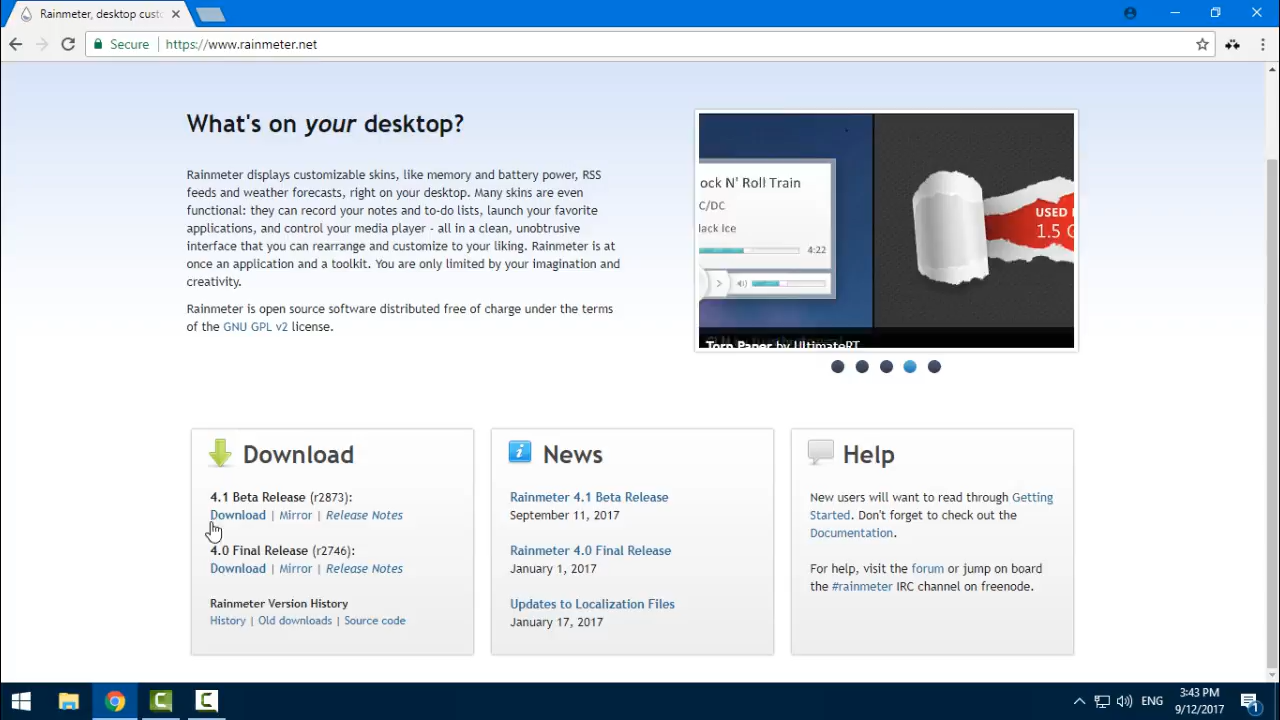 Rainmeter, desktop cust
Secure
https://www.rainmeter.net
What's on your desktop?
Rainmeter displays customizable skins, like memory and battery power, RSS
feeds and weather forecasts, right on your desktop. Many skins are even
functional: they can record your notes and to-do lists, launch your favorite
applications, and control your media player - all in a clean, unobtrusive
interface that you can rearrange and customize to your liking. Rainmeter is at
once an application and a toolkit. You are only limited by your imagination and
creativity.
Rainmeter is open source software distributed free of charge under the terms
of the GNU GPL v2 license.
ock N' Roll Train
C/DC
lack Ice
4:22
USED
1.5
Torn Paper by UltimateRT
Download
4.1 Beta Release (r2873):
Download | Mirror | Release Notes
4.0 Final Release (r2746):
Download | Mirror | Release Notes
Rainmeter Version History
History | Old downloads | Source code
News
Rainmeter 4.1 Beta Release
September 11, 2017
Rainmeter 4.0 Final Release
January 1, 2017
Updates to Localization Files
January 17, 2017
Help
New users will want to read through Getting
Started. Don't forget to check out the
Documentation.
For help, visit the forum or jump on board
the #rainmeter IRC channel on freenode.
ENG
3:43 PM
9/12/2017
1